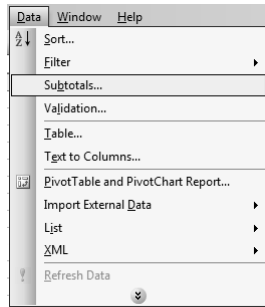 Data Window Help
Sort...
Filter
Subtotals...
Validation...
Table...
Text to Columns...
PivotTable and PivotChart Report...
Import External Data
List
XML
Refresh Data